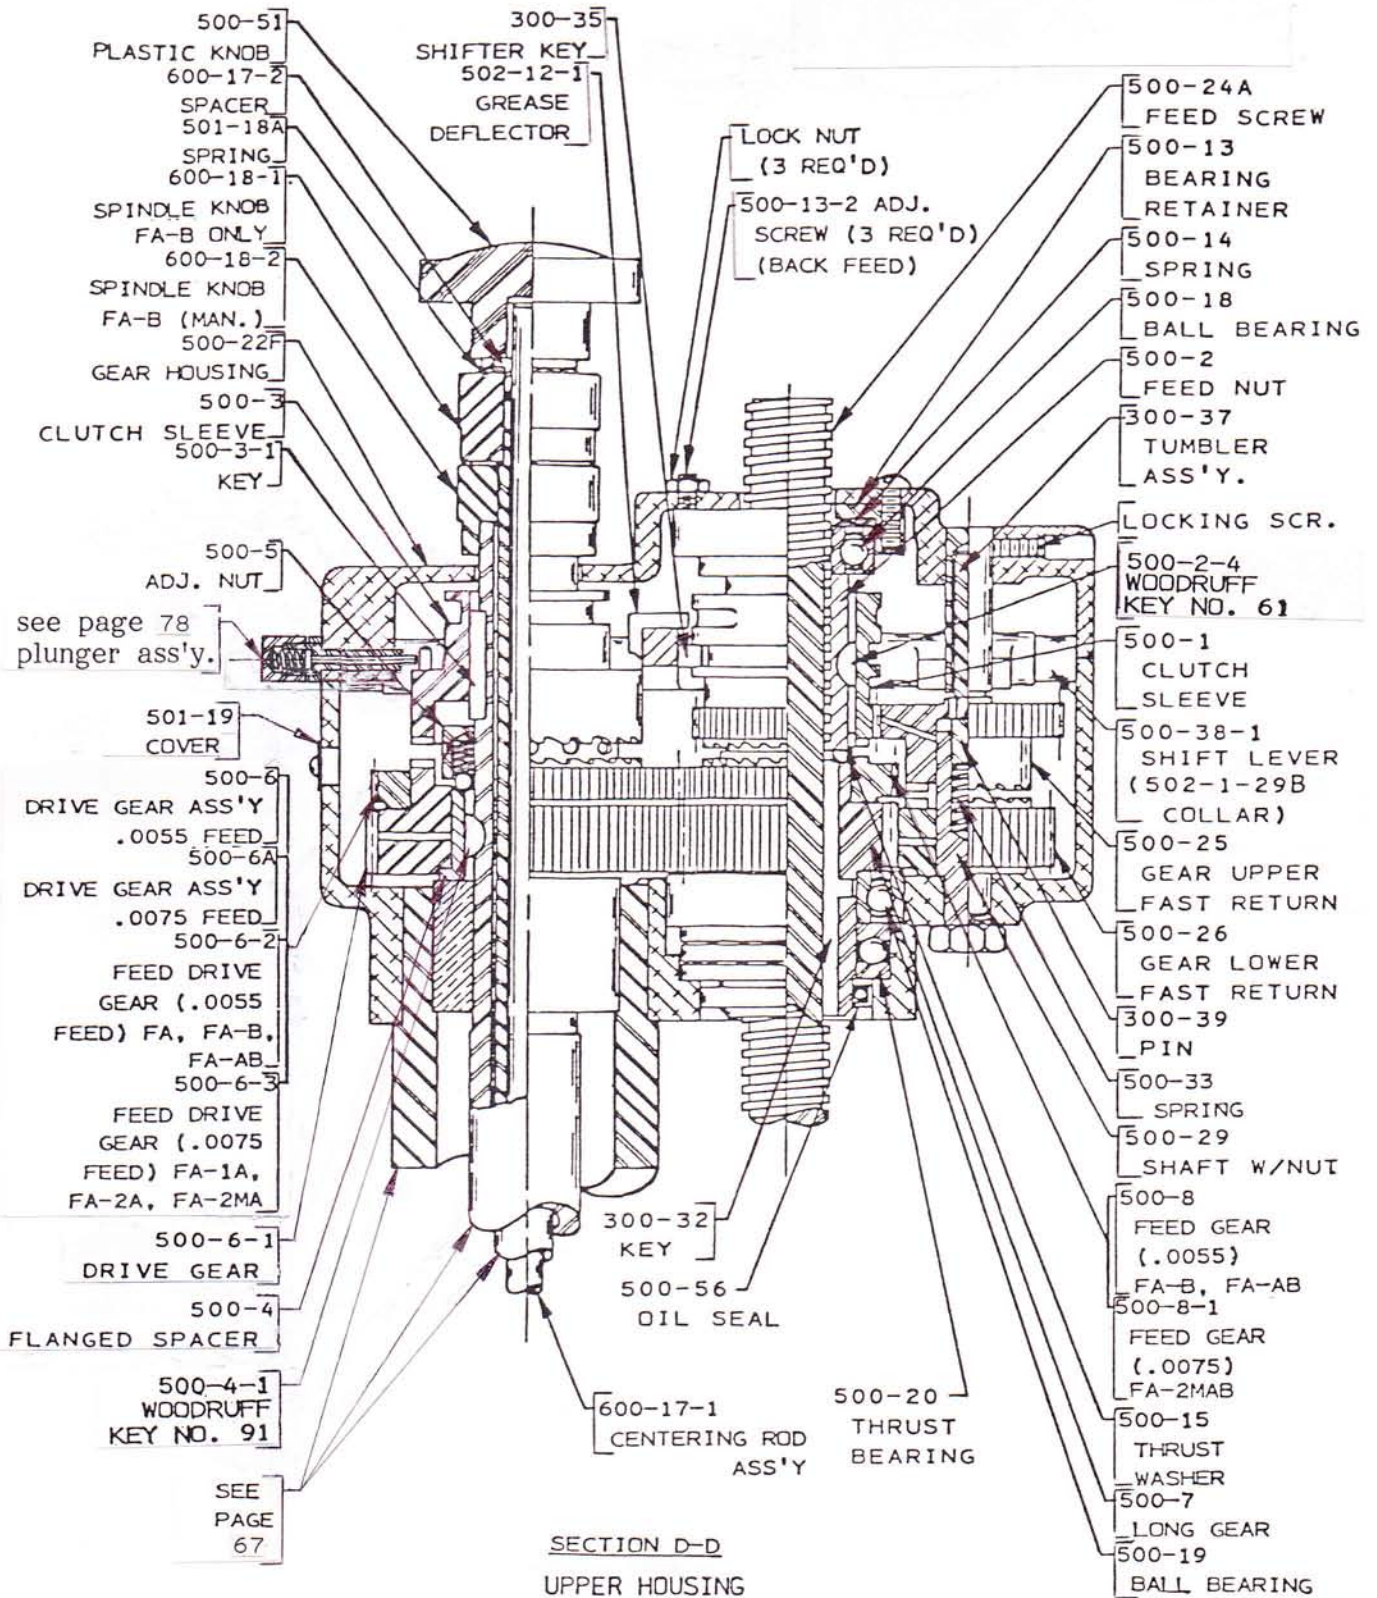 500-51
PLASTIC KNOB
600-17-2
SPACER
501-18A
SPRING
600-18-1
SPINDLE KNOB
FA-B ONLY
600-18-2
SPINDLE KNOB
FA-B (MAN.)
500-22F
GEAR HOUSING
500-3
CLUTCH SLEEVE
500-3-1
KEY
500-5
ADJ. NUT
see page 78
plunger ass'y.
501-19
COVER
500-6
DRIVE GEAR ASS'Y
.0055 FEED
500-6A
DRIVE GEAR ASS'Y
.0075 FEED
500-6-2
FEED DRIVE
GEAR (.0055
FEED) FA, FA-B,
FA-AB
500-6-3
FEED DRIVE
GEAR (.0075
FEED) FA-1A,
FA-2A, FA-2MA
500-6-1
DRIVE GEAR
500-4
FLANGED SPACER
500-4-1
WOODRUFF
KEY NO. 91
SEE
PAGE
67
300-35
SHIFTER KEY
502-12-1
GREASE
DEFLECTOR
LOCK NUT
(3 REQ'D)
500-13-2 ADJ.
SCREW (3 REQ'D)
(BACK FEED)
500-24A
FEED SCREW
500-13
BEARING
RETAINER
500-14
SPRING
500-18
BALL BEARING
500-2
FEED NUT
300-37
TUMBLER
ASS'Y.
LOCKING SCR.
500-2-4
WOODRUFF
KEY NO. 61
500-1
CLUTCH
SLEEVE
500-38-1
SHIFT LEVER
(502-1-29B
COLLAR)
500-25
GEAR UPPER
FAST RETURN
500-26
GEAR LOWER
FAST RETURN
300-39
PIN
500-33
SPRING
500-29
SHAFT W/NUT
500-8
FEED GEAR
(.0055)
FA-B, FA-AB
500-8-1
FEED GEAR
(.0075)
FA-2MAB
500-15
THRUST
WASHER
500-7
LONG GEAR
500-19
BALL BEARING
300-32
KEY
500-56
OIL SEAL
600-17-1
CENTERING ROD
ASS'Y
500-20
THRUST
BEARING
SECTION D-D
UPPER HOUSING